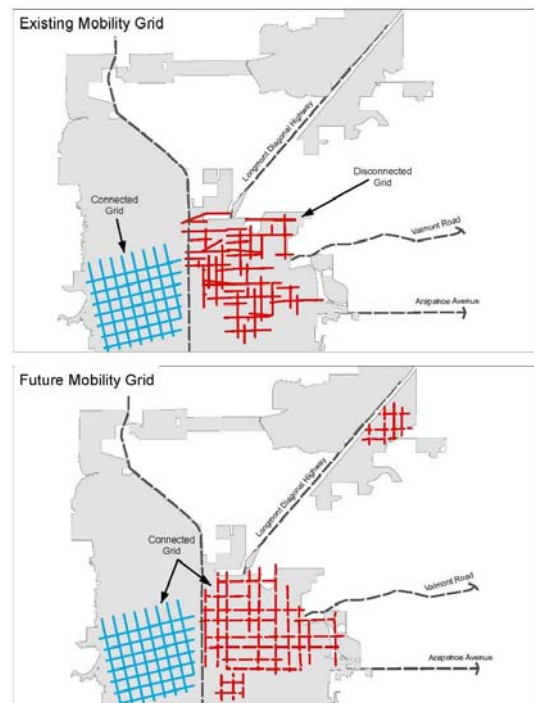 Existing Mobility Grid
Longmont Diagonal Highway
Disconnected
Grid
Connected
Grid
Valmont Road
Arapahoe Avenue
Future Mobility Grid
Longmont Diagonal Highway
Connected
Grid
Valmont Road
Arapahoe Avenue